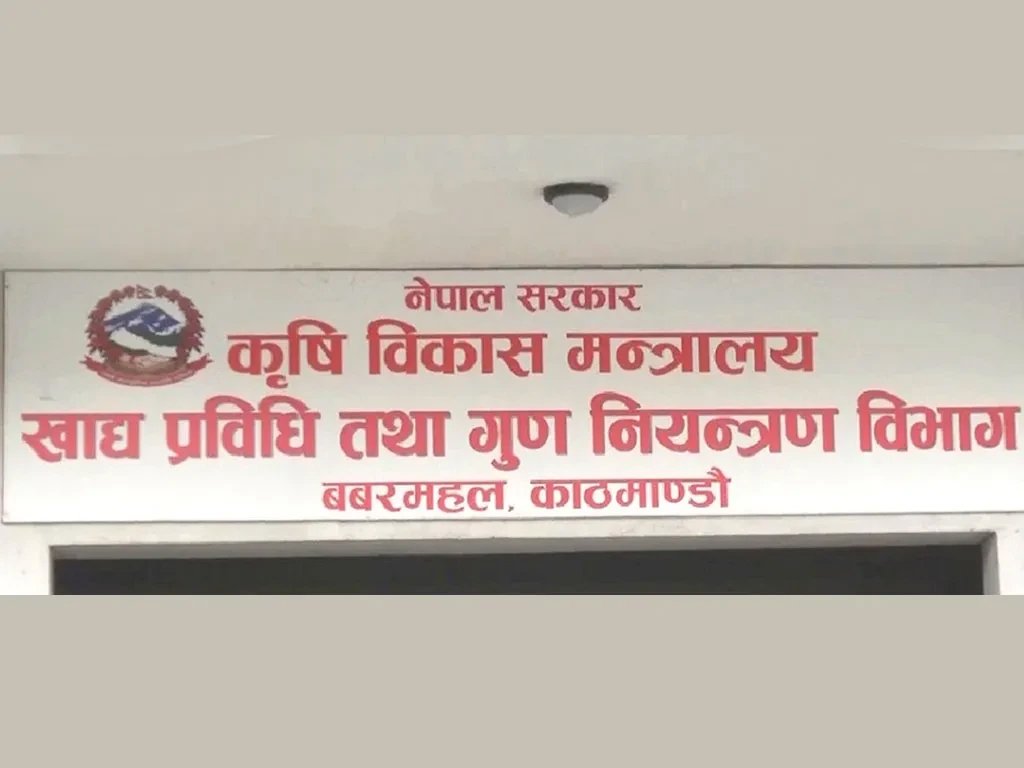 नेपाल सरकार
कृषि विकास मन्त्रालय
खाद्य प्रविधि तथा गुण नियन्त्रण विभाग
बबरमहल, काठमाण्डौ